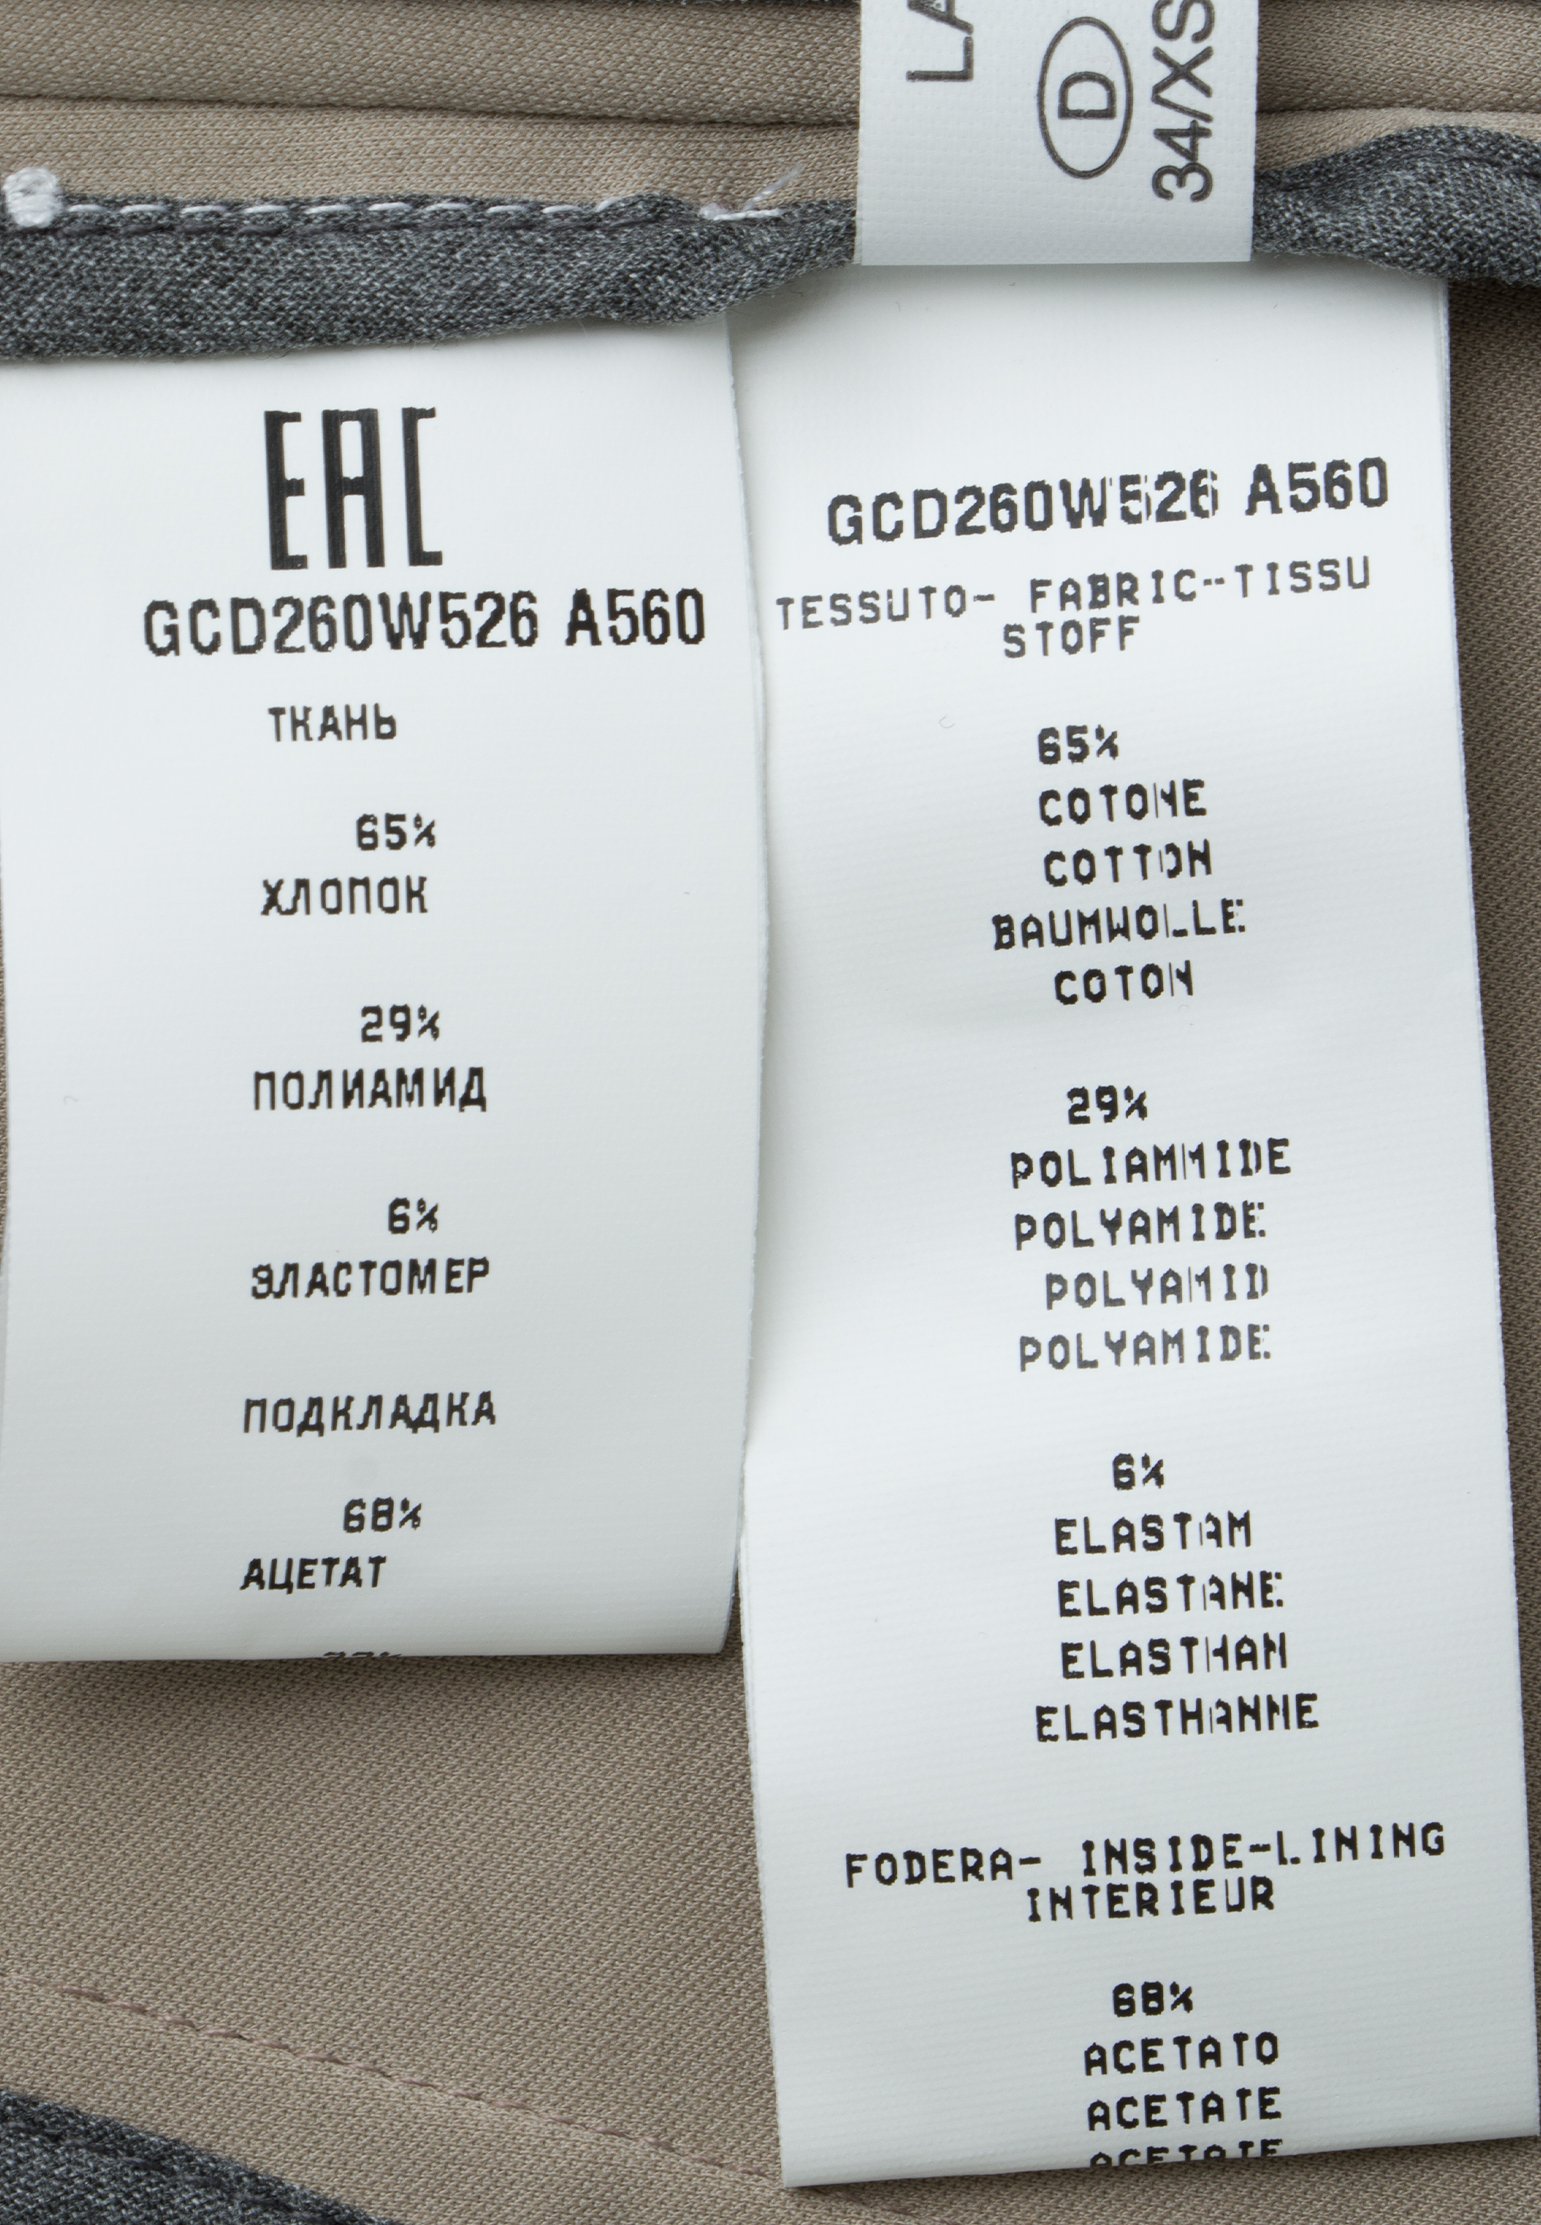 LA
D
34/XS
EAC
GCD260W526 A560
ТКАНЬ
65%
ХЛОПОК
29%
ПОЛИАМИД
6%
ЭЛАСТОМЕР
ПОДКЛАДКА
68%
АЦЕТАТ
GCD260W526 A560
TESSUTO- FABRIC--TISSU
STOFF
65%
COTONE
COTTON
BAUMWOLLE
COTON
29%
POLIAMMIDE
POLYAMIDE
POLYAMID
POLYAMIDE
6%
ELASTAM
ELASTANE
ELASTHAN
ELASTHANNE
FODERA- INSIDE-LINING
INTERIEUR
68%
ACETATO
ACETATE
ACETATE